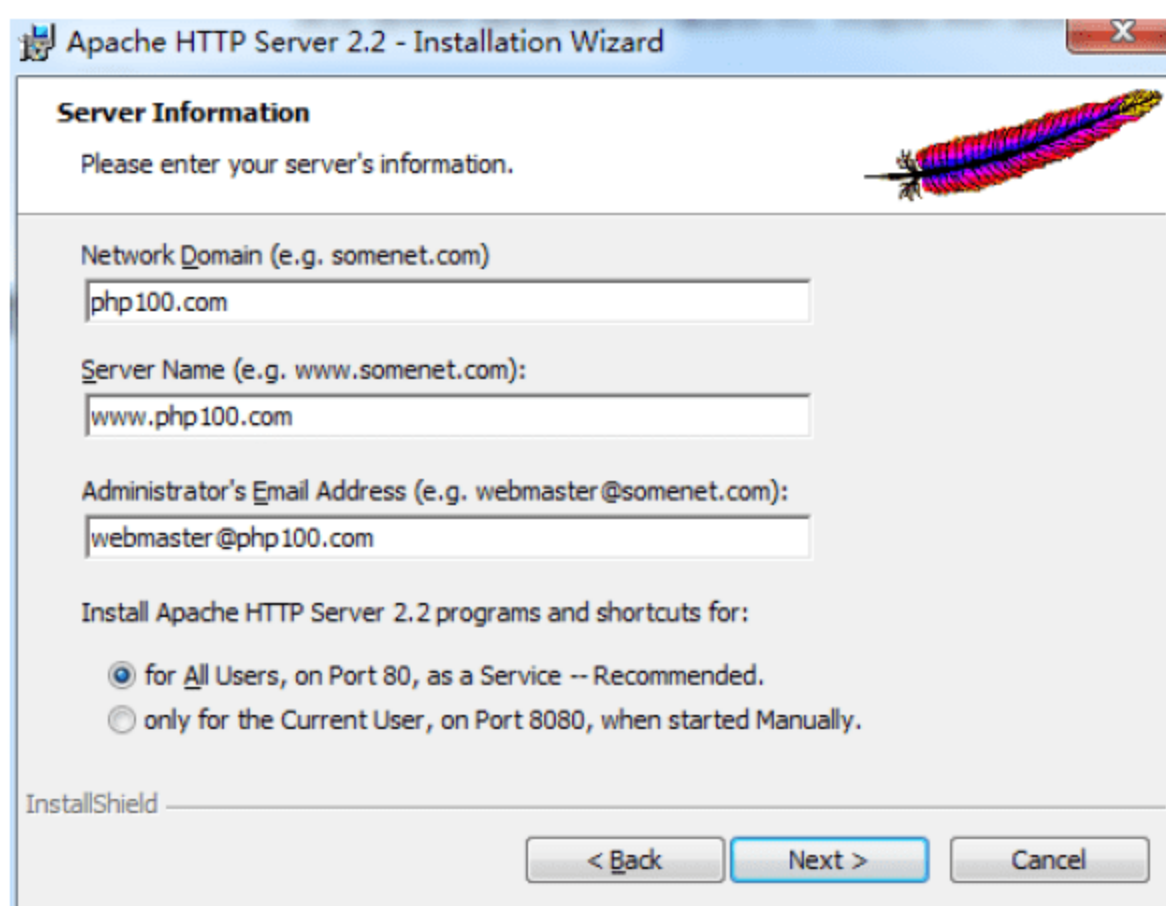 Apache HTTP Server 2.2 - Installation Wizard
Server Information
Please enter your server's information.
Network Domain (e.g. somenet.com)
php100.com
Server Name (e.g. www.somenet.com):
www.php100.com
Administrator's Email Address (e.g. webmaster@somenet.com):
webmaster@php100.com
Install Apache HTTP Server 2.2 programs and shortcuts for:
for All Users, on Port 80, as a Service -- Recommended.
only for the Current User, on Port 8080, when started Manually.
InstallShield
< Back Next > Cancel